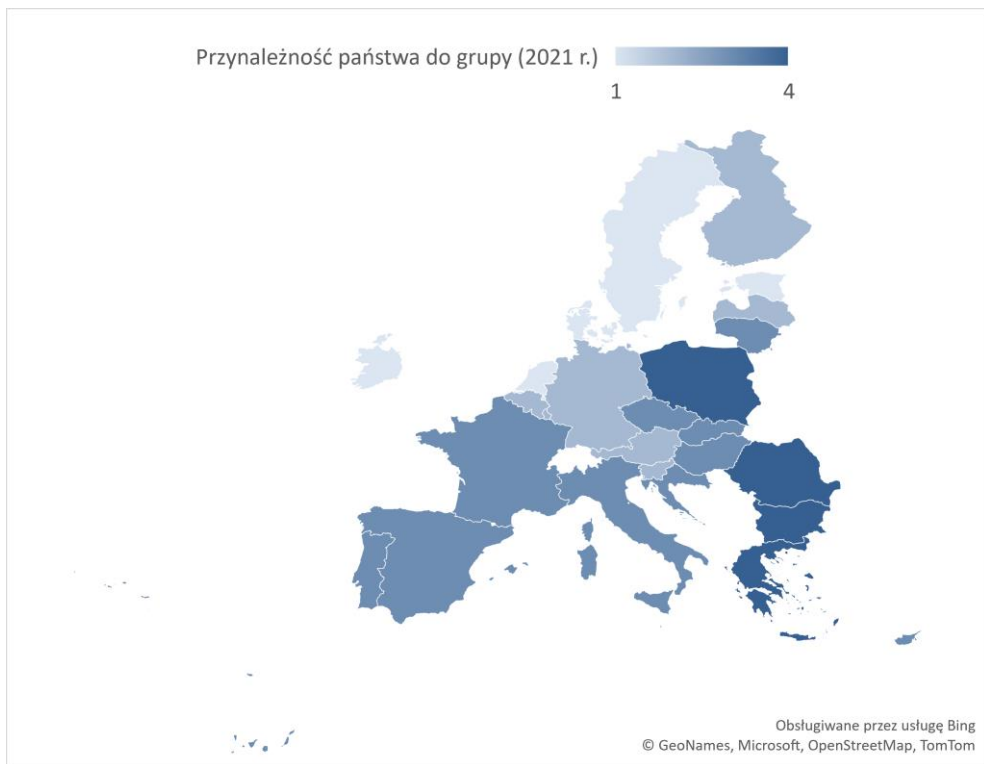 Przynależność państwa do grupy (2021 r.)
1 4
Obsługiwane przez usługę Bing
© GeoNames, Microsoft, OpenStreetMap, TomTom